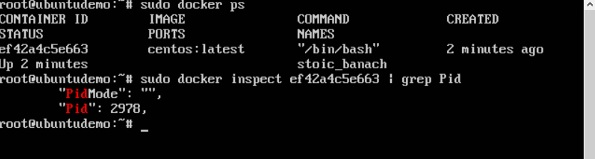 root@ubuntudemo:~# sudo docker ps
CONTAINER ID IMAGE COMMAND CREATED
STATUS PORTS NAMES
ef42a4c5e663 centos:latest "/bin/bash" 2 minutes ago
Up 2 minutes stoic_banach
root@ubuntudemo:~# sudo docker inspect ef42a4c5e663 | grep Pid
"PidMode": "",
"Pid": 2978,
root@ubuntudemo:~# _